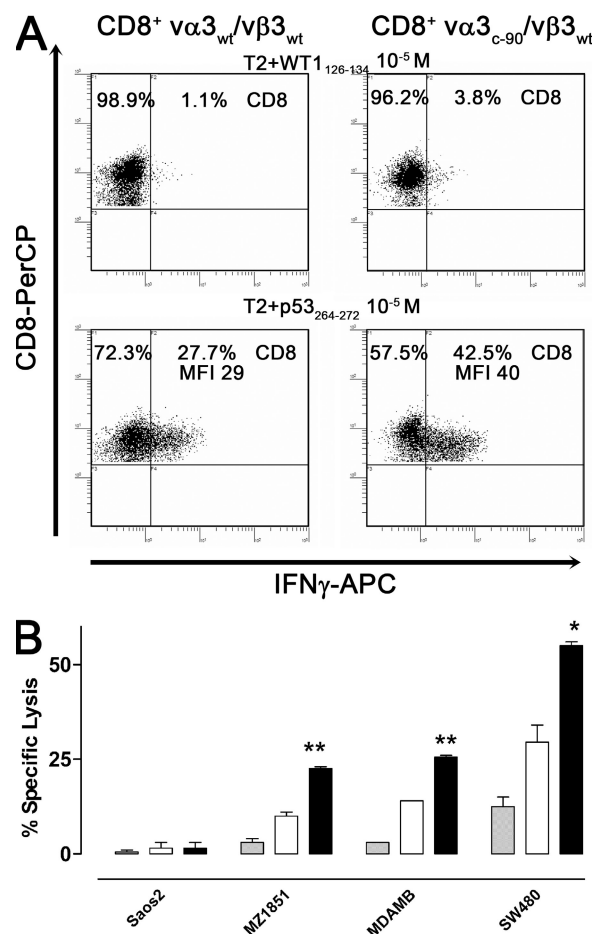 A
CD8+ vα3wt/vβ3wt
CD8+ vα3c-90/vβ3wt
T2+WT1126-134 10-5 M
98.9% 1.1% CD8
96.2% 3.8% CD8
T2+p53264-272 10-5 M
72.3% 27.7% CD8
MFI 29
57.5% 42.5% CD8
MFI 40
CD8-PerCP
IFNγ-APC
B
% Specific Lysis
50
25
0
**
**
*
Saos2
MZ1851
MDAMB
SW480